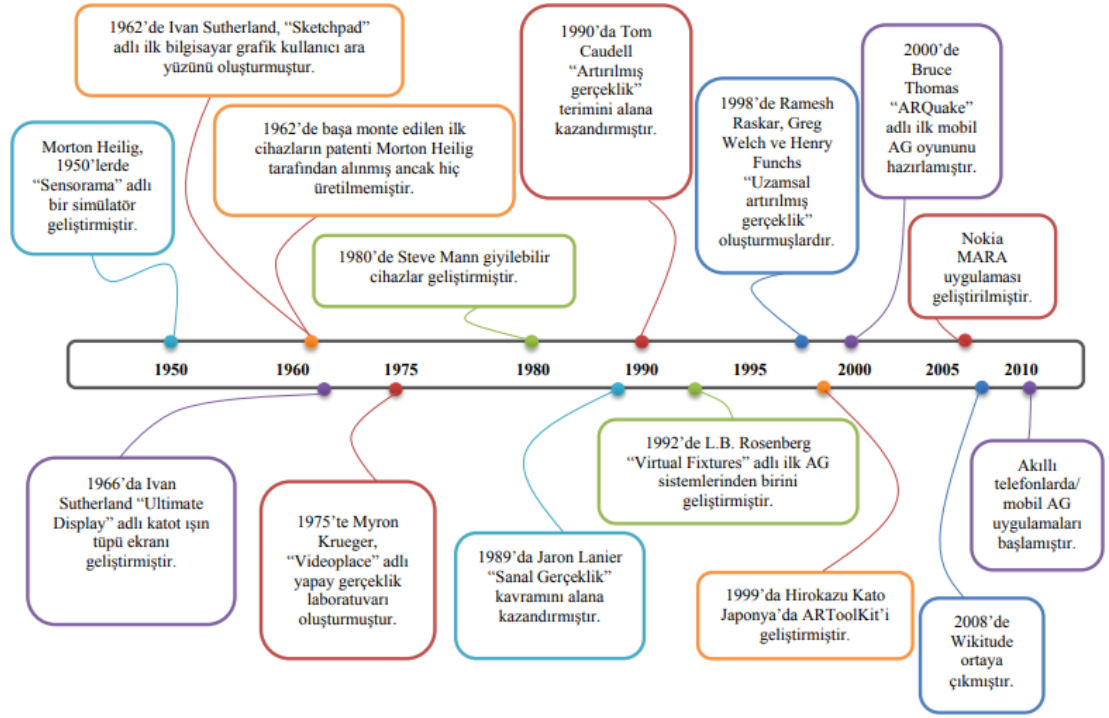 1962’de Ivan Sutherland, “Sketchpad”
adlı ilk bilgisayar grafik kullanıcı ara
yüzünü oluşturmuştur.
1990’da Tom
Caudell
“Artırılmış
gerçeklik”
terimini alana
kazandırmıştır.
2000’de
Bruce
Thomas
“ARQuake”
adlı ilk mobil
AG oyununu
hazırlamıştır.
1998’de Ramesh
Raskar, Greg
Welch ve Henry
Funchs
“Uzamsal
artırılmış
gerçeklik”
oluşturmuşlardır.
Morton Heilig,
1950’lerde
“Sensorama” adlı
bir simülatör
geliştirmiştir.
1962’de başa monte edilen ilk
cihazların patenti Morton Heilig
tarafından alınmış ancak hiç
üretilmemiştir.
1980’de Steve Mann giyilebilir
cihazlar geliştirmiştir.
Nokia
MARA
uygulaması
geliştirilmiştir.
1950 1960 1975 1980 1990 1995 2000 2005 2010
1966’da Ivan
Sutherland “Ultimate
Display” adlı katot ışın
tüpü ekranı
geliştirmiştir.
1975’te Myron
Krueger,
“Videoplace” adlı
yapay gerçeklik
laboratuvarı
oluşturmuştur.
1989’da Jaron Lanier
“Sanal Gerçeklik”
kavramını alana
kazandırmıştır.
1992’de L.B. Rosenberg
“Virtual Fixtures” adlı ilk AG
sistemlerinden birini
geliştirmiştir.
1999’da Hirokazu Kato
Japonya’da ARToolKit’i
geliştirmiştir.
2008’de
Wikitude
ortaya
çıkmıştır.
Akıllı
telefonlarda/
mobil AG
uygulamaları
başlamıştır.